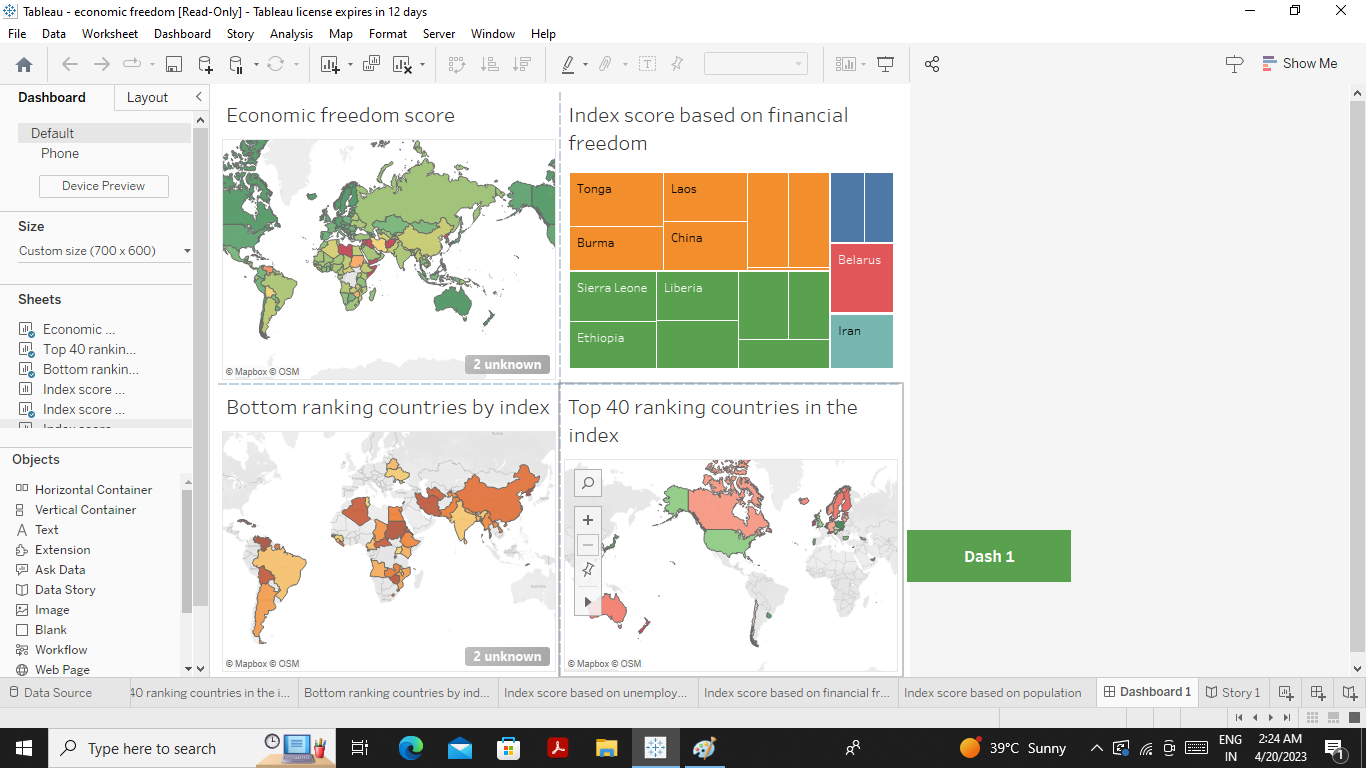 Tableau - economic freedom [Read-Only] - Tableau license expires in 12 days
File Data Worksheet Dashboard Story Analysis Map Format Server Window Help
Show Me
Dashboard Layout
Default
Phone
Device Preview
Size
Custom size (700 x 600)
Sheets
Economic ...
Top 40 rankin...
Bottom rankin...
Index score ...
Index score ...
Objects
Horizontal Container
Vertical Container
Text
Extension
Ask Data
Data Story
Image
Blank
Workflow
Web Page
Economic freedom score
© Mapbox © OSM
2 unknown
Index score based on financial
freedom
Tonga
Laos
Burma
China
Belarus
Sierra Leone
Liberia
Ethiopia
Iran
Bottom ranking countries by index
© Mapbox © OSM
2 unknown
Top 40 ranking countries in the
index
© Mapbox © OSM
Dash 1
Data Source
40 ranking countries in the i...
Bottom ranking countries by ind...
Index score based on unemploy...
Index score based on financial fr...
Index score based on population
Dashboard 1
Story 1
Type here to search
39°C Sunny
ENG
IN
2:24 AM
4/20/2023
1